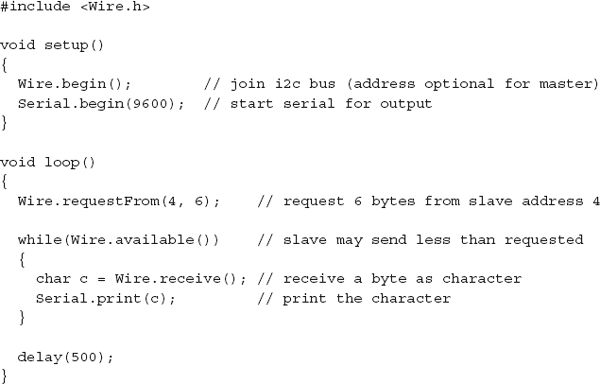 #include <Wire.h>

void setup()
{
  Wire.begin();        // join i2c bus (address optional for master)
  Serial.begin(9600);  // start serial for output
}

void loop()
{
  Wire.requestFrom(4, 6);    // request 6 bytes from slave address 4

  while(Wire.available())    // slave may send less than requested
  {
    char c = Wire.receive(); // receive a byte as character
    Serial.print(c);         // print the character
  }

  delay(500);
}